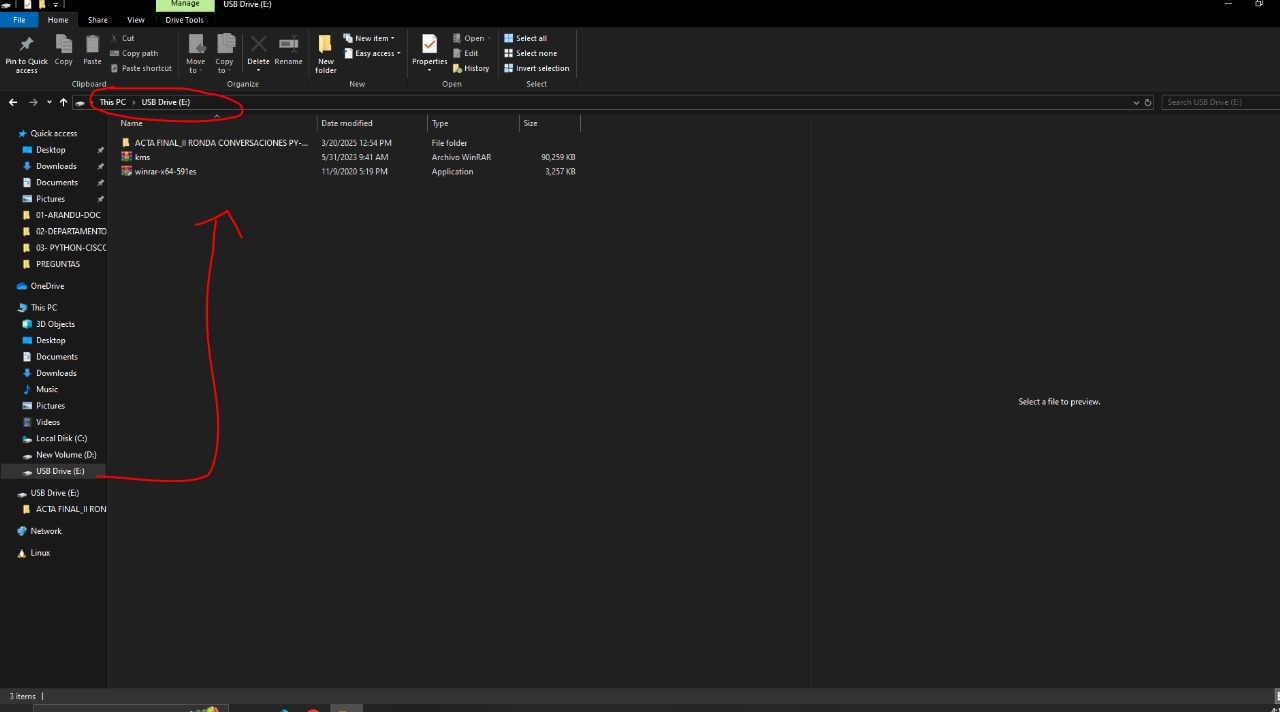 Manage
USB Drive (E:)
File
Home
Share
View
Drive Tools
Pin to Quick access
Copy
Paste
Cut
Copy path
Paste shortcut
Move to
Copy to
Delete
Rename
New folder
New item
Easy access
Properties
Open
Edit
History
Select all
Select none
Invert selection
Clipboard
Organize
New
Open
Select
This PC > USB Drive (E:)
Search USB Drive (E:)
Name
Date modified
Type
Size
ACTA FINAL_II RONDA CONVERSACIONES PY-... 3/20/2025 12:54 PM File folder
kms 5/31/2023 9:41 AM Archivo WinRAR 90,259 KB
winrar-x64-591es 11/9/2020 5:19 PM Application 3,257 KB
Quick access
Desktop
Downloads
Documents
Pictures
01-ARANDU-DOC
02-DEPARTAMENTO
03- PYTHON-CISCO
PREGUNTAS
OneDrive
This PC
3D Objects
Desktop
Documents
Downloads
Music
Pictures
Videos
Local Disk (C:)
New Volume (D:)
USB Drive (E:)
USB Drive (E:)
ACTA FINAL_II RON
Network
Linux
Select a file to preview.
3 items